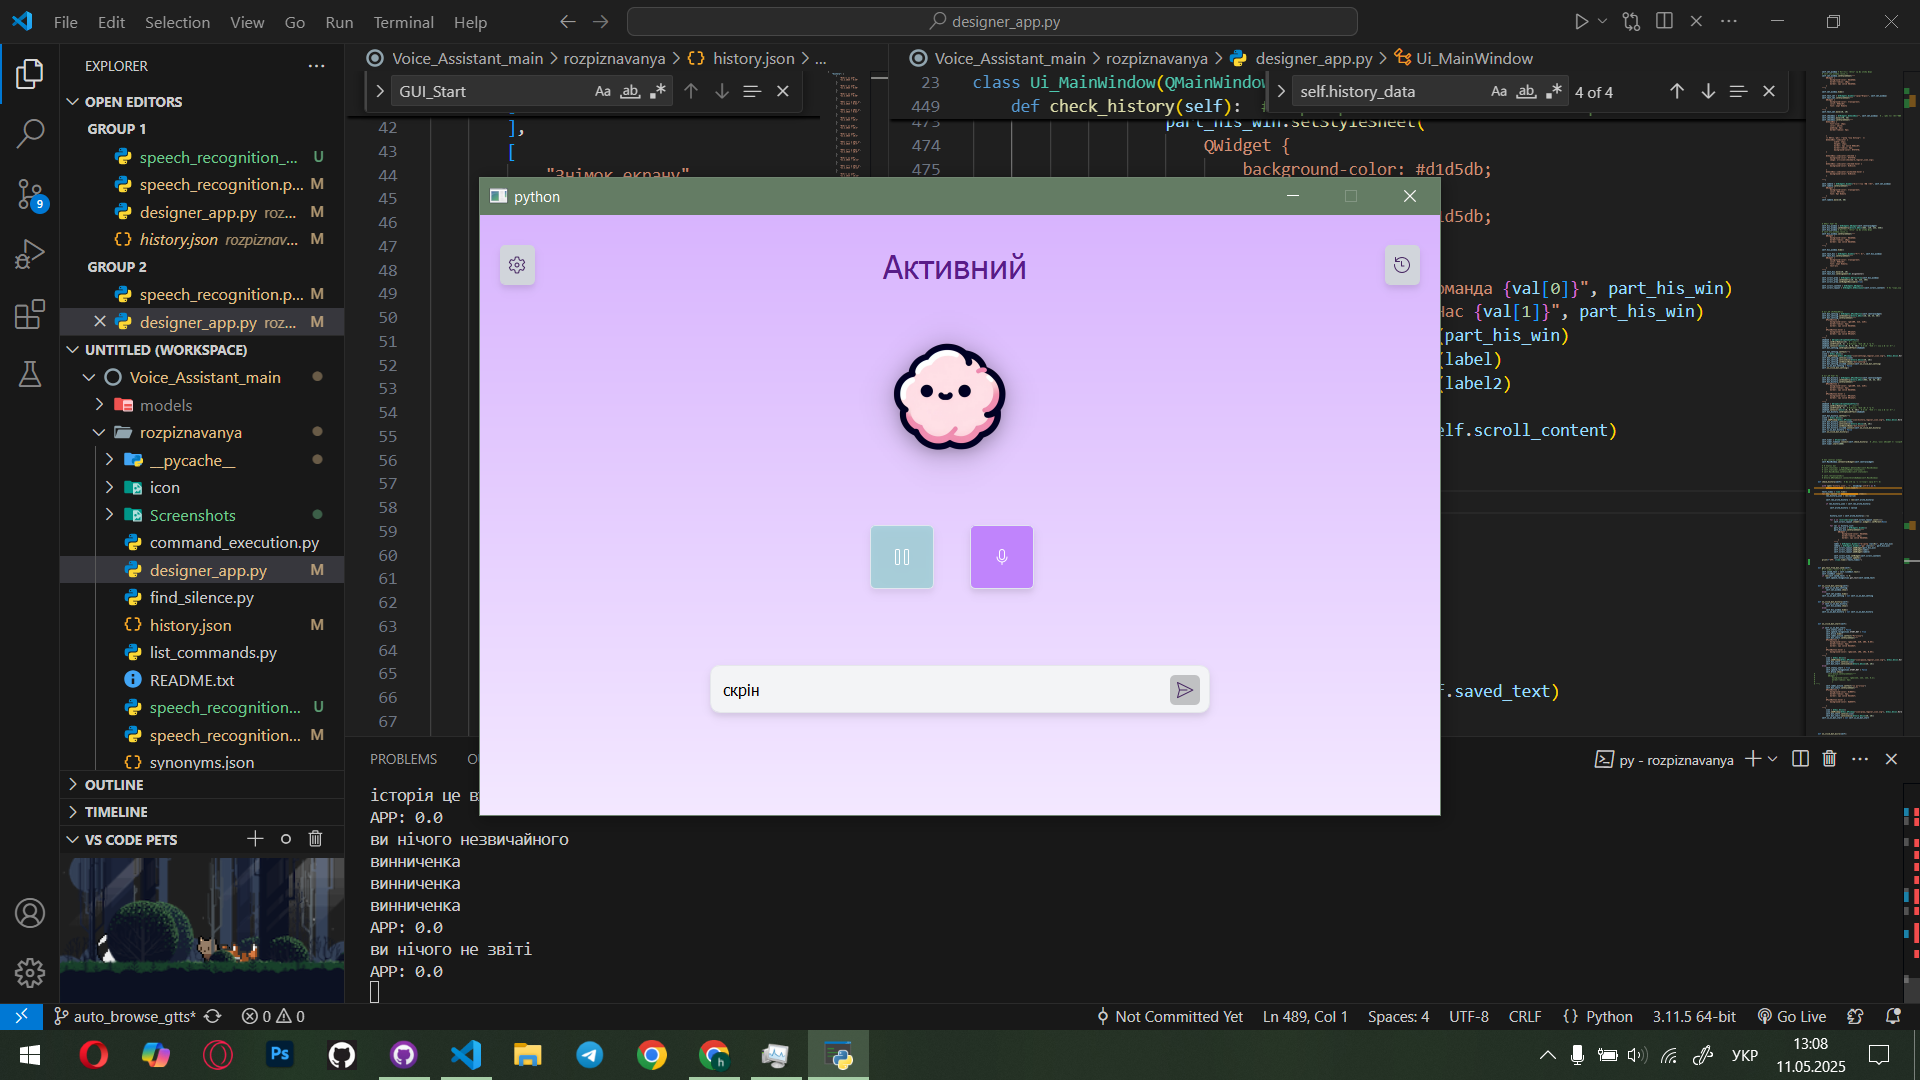 File Edit Selection View Go Run Terminal Help
designer_app.py
EXPLORER
OPEN EDITORS
GROUP 1
speech_recognition_... U
speech_recognition.p... M
designer_app.py roz... M
history.json rozpiznav... M
GROUP 2
speech_recognition.p... M
designer_app.py roz... M
UNTITLED (WORKSPACE)
Voice_Assistant_main
models
rozpiznavanya
__pycache__
icon
Screenshots
command_execution.py
designer_app.py M
find_silence.py
history.json M
list_commands.py
README.txt
speech_recognition... U
speech_recognition... M
synonyms.json
OUTLINE
TIMELINE
VS CODE PETS
Voice_Assistant_main > rozpiznavanya > history.json > ...
GUI_Start
42 ],
43 [
44 "Знімок екрану"
45
46
47
48
49
50
51
52
53
54
55
56
57
58
59
60
61
62
63
64
65
66
67
Voice_Assistant_main > rozpiznavanya > designer_app.py > Ui_MainWindow
self.history_data
4 of 4
23 class Ui_MainWindow(QMainWindow
449 def check_history(self): #
473 part_his_win.setStyleSheet(
474 QWidget {
475 background-color: #d1d5db;
1d5db;
оманда {val[0]}", part_his_win)
Час {val[1]}", part_his_win)
(part_his_win)
(label)
(label2)
elf.scroll_content)
f.saved_text)
python
Активний
скрін
PROBLEMS
py - rozpiznavanya
APP: 0.0
ви нічого незвичайного
винниченка
винниченка
винниченка
APP: 0.0
ви нічого не звіті
APP: 0.0
auto_browse_gtts* 0 0
Not Committed Yet Ln 489, Col 1 Spaces: 4 UTF-8 CRLF Python 3.11.5 64-bit Go Live
УКР
13:08
11.05.2025